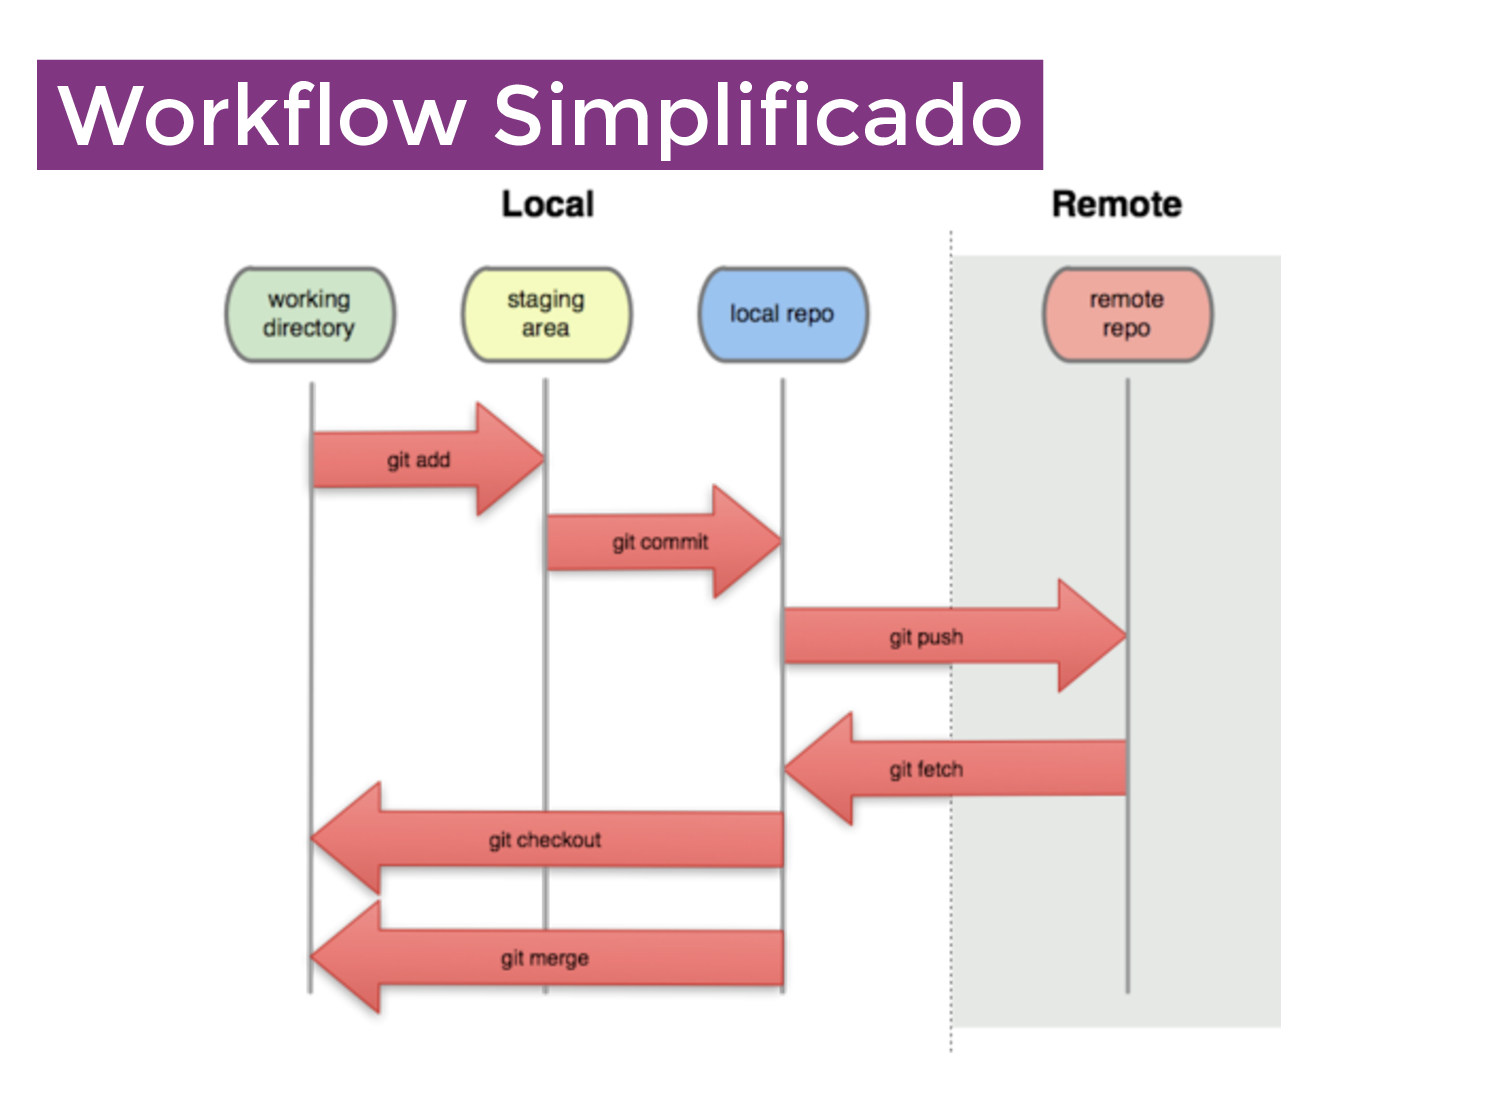 Workflow Simplificado
Local
Remote
working
directory
staging
area
local repo
remote
repo
git add
git commit
git push
git fetch
git checkout
git merge